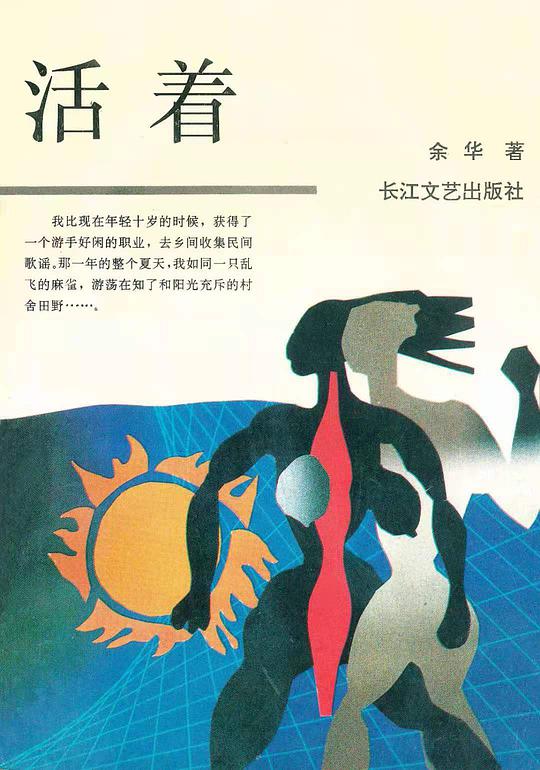 活着
余华 著
长江文艺出版社
我比现在年轻十岁的时候，获得了
一个游手好闲的职业，去乡间收集民间
歌谣。那一年的整个夏天，我如同一只乱
飞的麻雀，游荡在知了和阳光充斥的村
舍田野……。